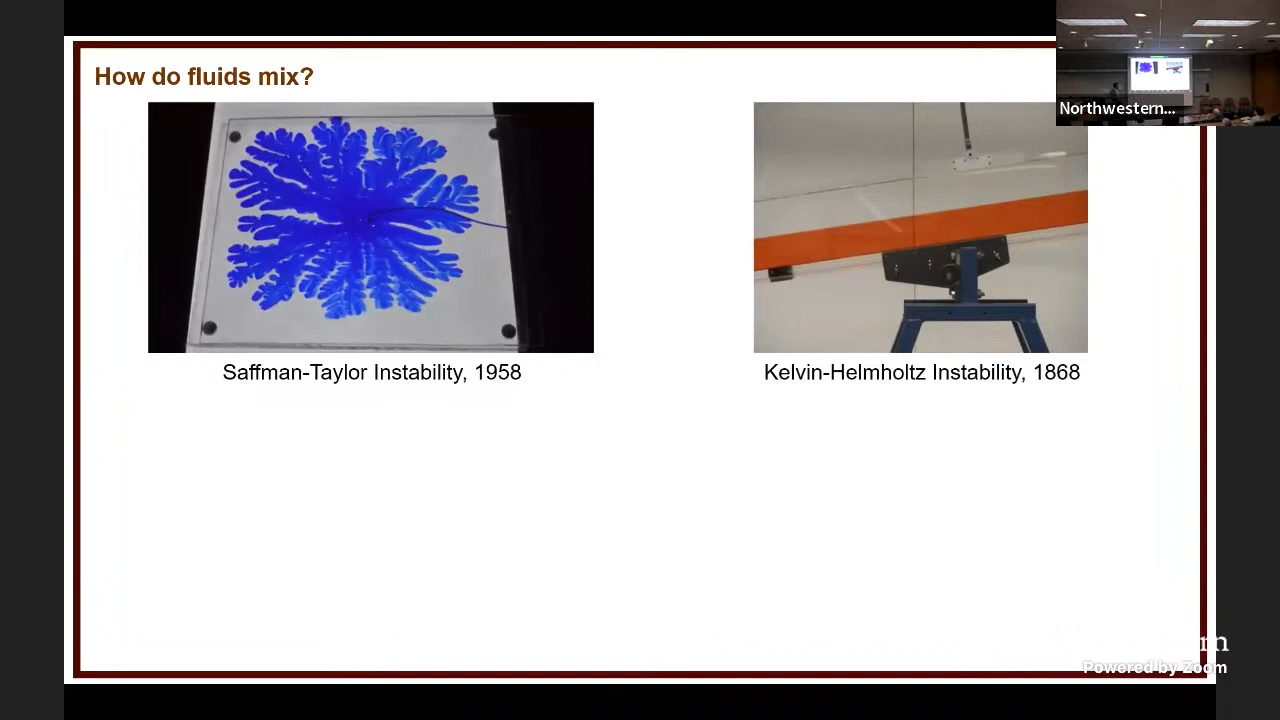 How do fluids mix?
Northwestern...
Saffman-Taylor Instability, 1958
Kelvin-Helmholtz Instability, 1868
Powered by Zoom